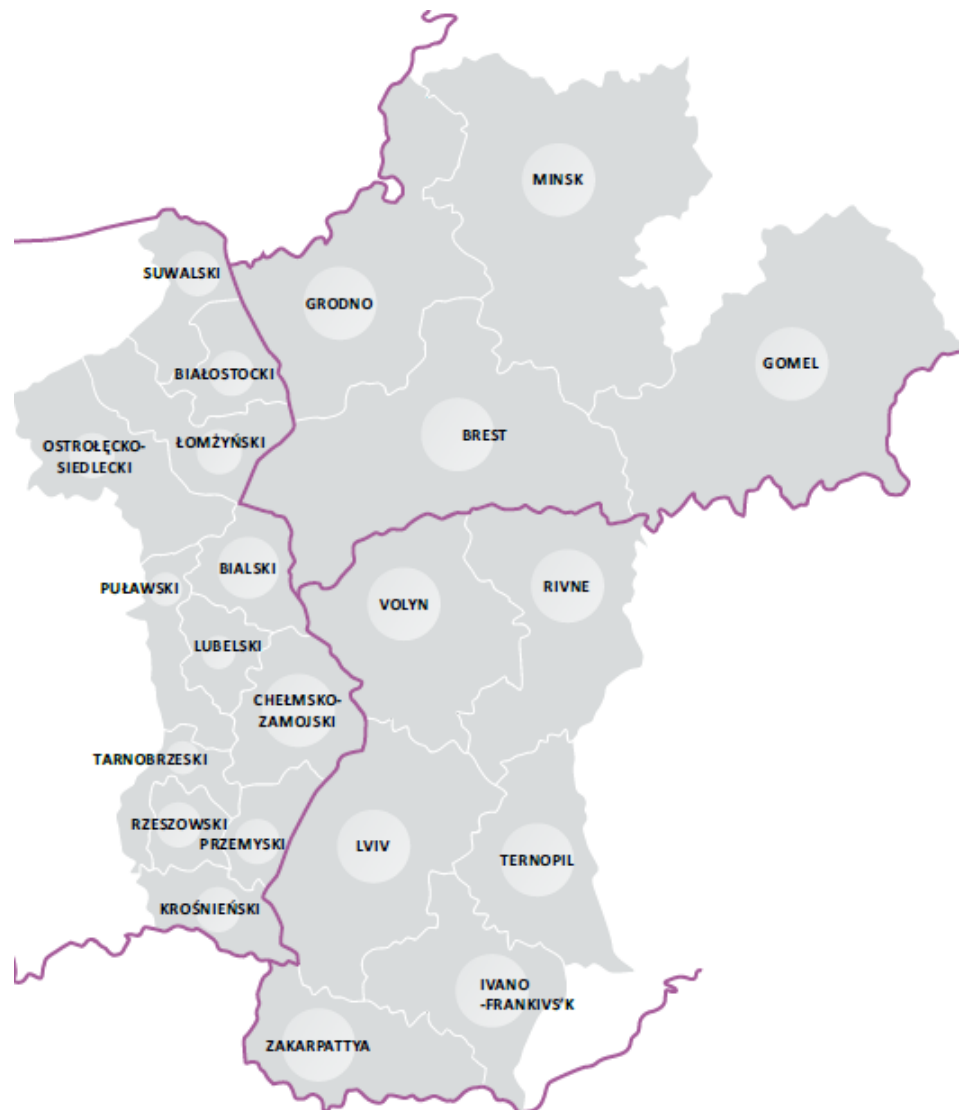 MINSK
SUWALSKI
GRODNO
GOMEL
BIAŁOSTOCKI
BREST
OSTROŁĘCKO-
SIEDLECKI
ŁOMŻYŃSKI
BIALSKI
PUŁAWSKI
VOLYN
RIVNE
LUBELSKI
CHEŁMSKO-
ZAMOJSKI
TARNOBRZESKI
RZESZOWSKI
PRZEMYSKI
LVIV
TERNOPIL
KROŚNIEŃSKI
IVANO
-FRANKIVS’K
ZAKARPATTYA